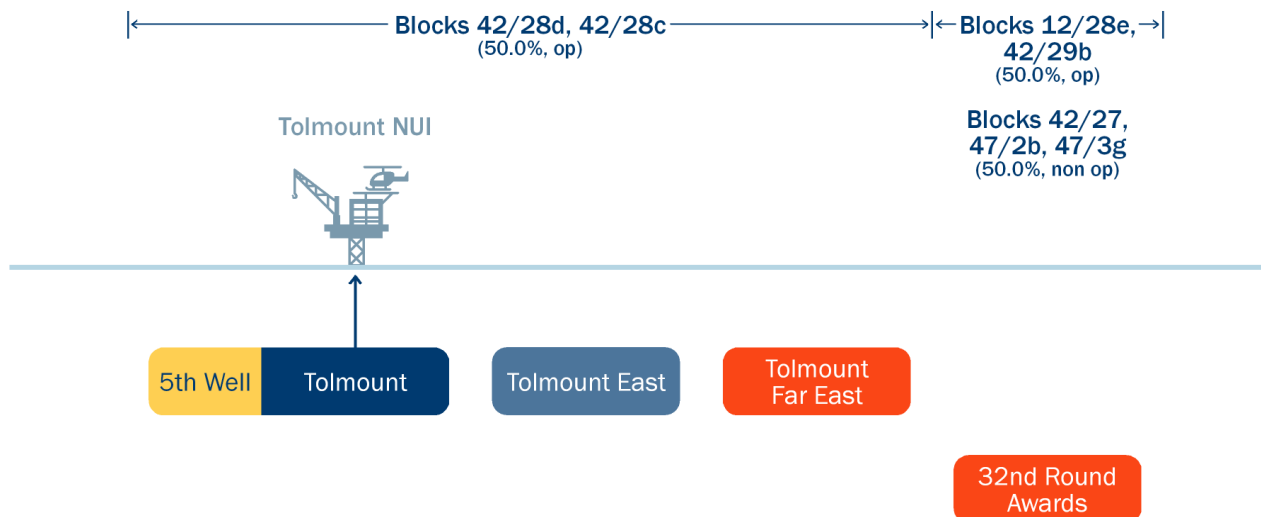 Blocks 42/28d, 42/28c
(50.0%, op)
Blocks 12/28e,
42/29b
(50.0%, op)
Blocks 42/27,
47/2b, 47/3g
(50.0%, non op)
Tolmount NUI
5th Well
Tolmount
Tolmount East
Tolmount
Far East
32nd Round
Awards